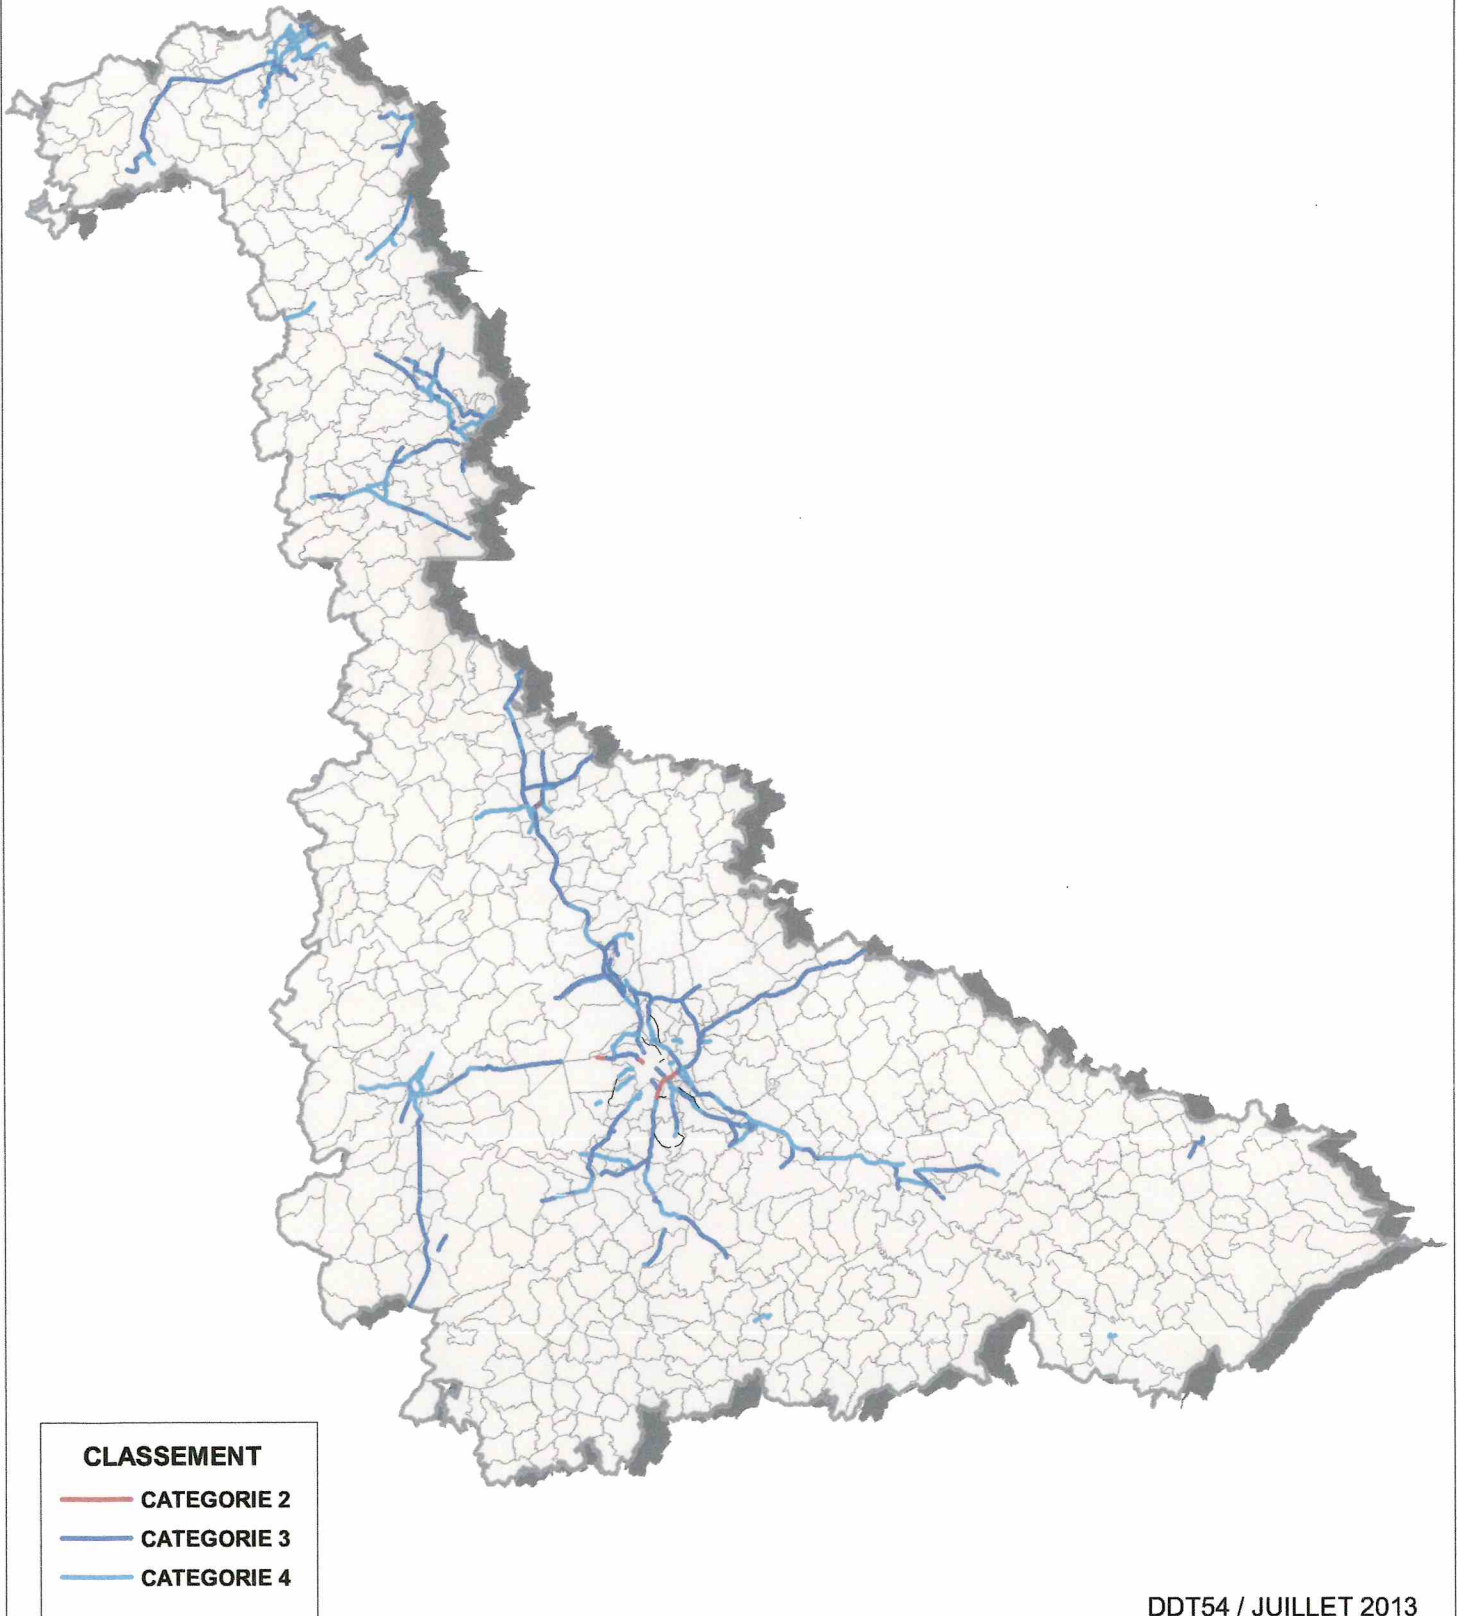 CLASSEMENT
CATEGORIE 2
CATEGORIE 3
CATEGORIE 4
DDT54 / JUILLET 2013